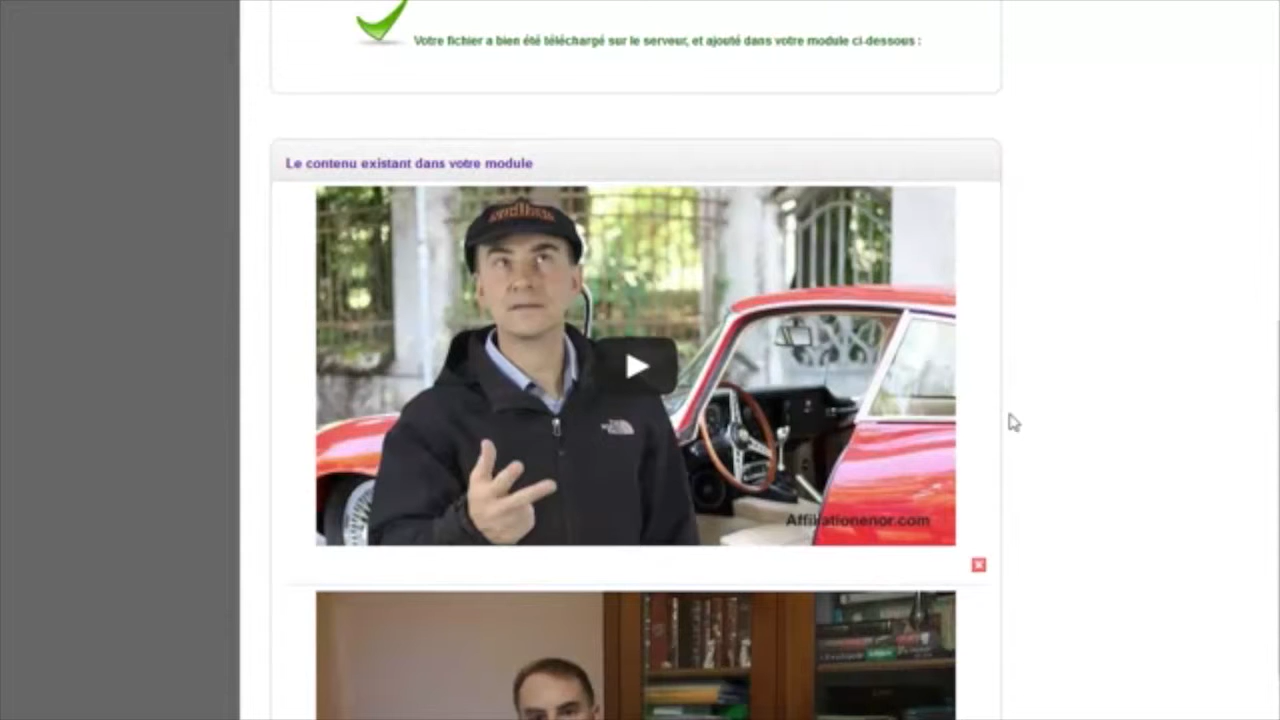 Votre fichier a bien été téléchargé sur le serveur, et ajouté dans votre module ci-dessous :
Le contenu existant dans votre module
Affiliationenor.com